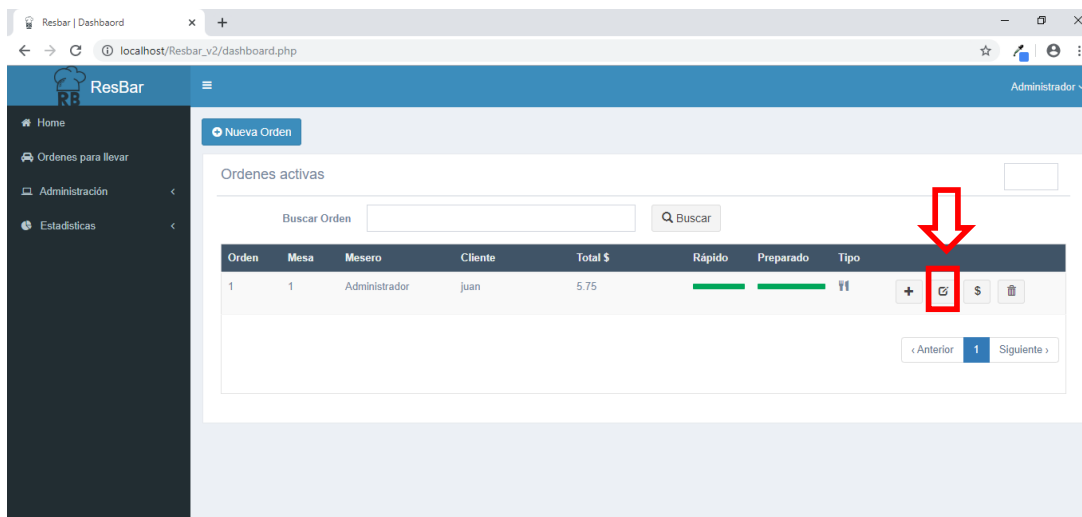 Resbar | Dashbaord
localhost/Resbar_v2/dashboard.php
RB ResBar
Administrador
Home
Nueva Orden
Ordenes para llevar
Ordenes activas
Administración
Estadisticas
Buscar Orden Buscar
Orden Mesa Mesero Cliente Total $ Rápido Preparado Tipo
1 1 Administrador juan 5.75 $
‹ Anterior 1 Siguiente ›